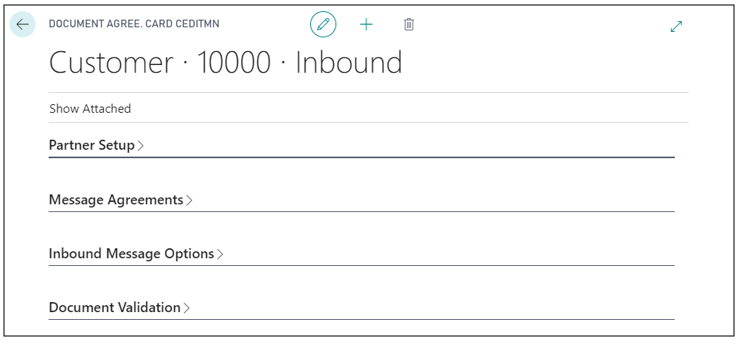 DOCUMENT AGREE. CARD CEDITMN
Customer · 10000 · Inbound
Show Attached
Partner Setup
Message Agreements
Inbound Message Options
Document Validation